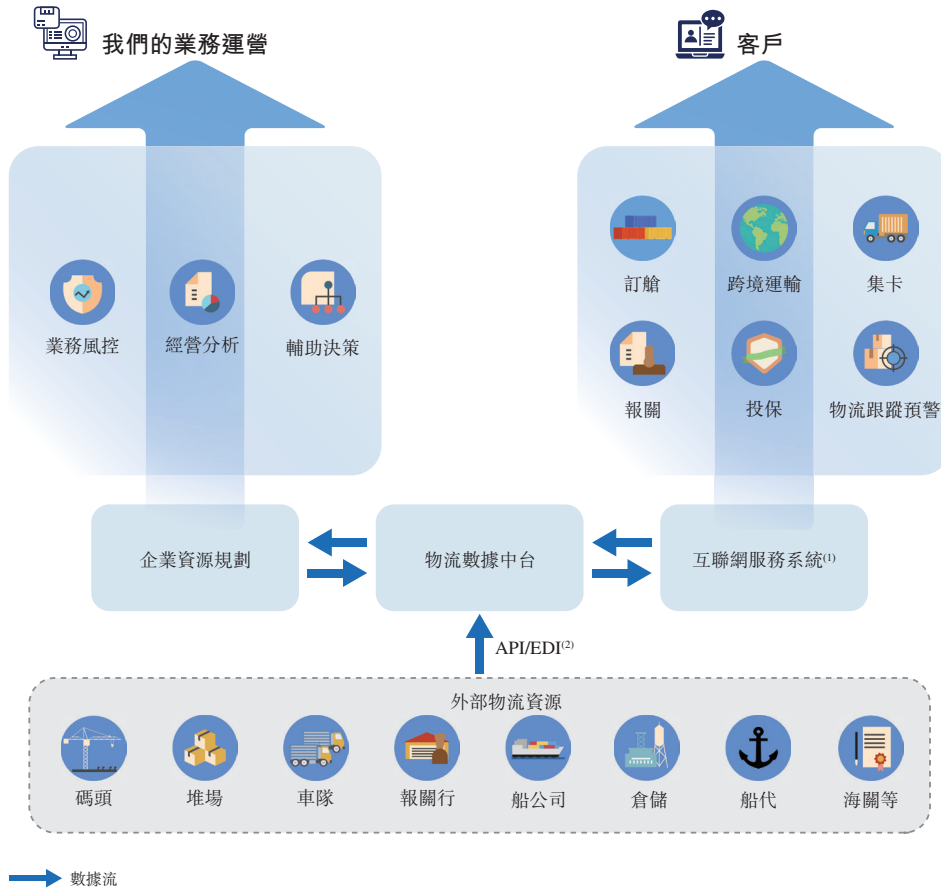 我們的業務運營
客戶
訂艙
跨境運輸
集卡
業務風控
經營分析
輔助決策
報關
投保
物流跟蹤預警
企業資源規劃
物流數據中台
互聯網服務系統(1)
API/EDI(2)
外部物流資源
碼頭
堆場
車隊
報關行
船公司
倉儲
船代
海關等
數據流